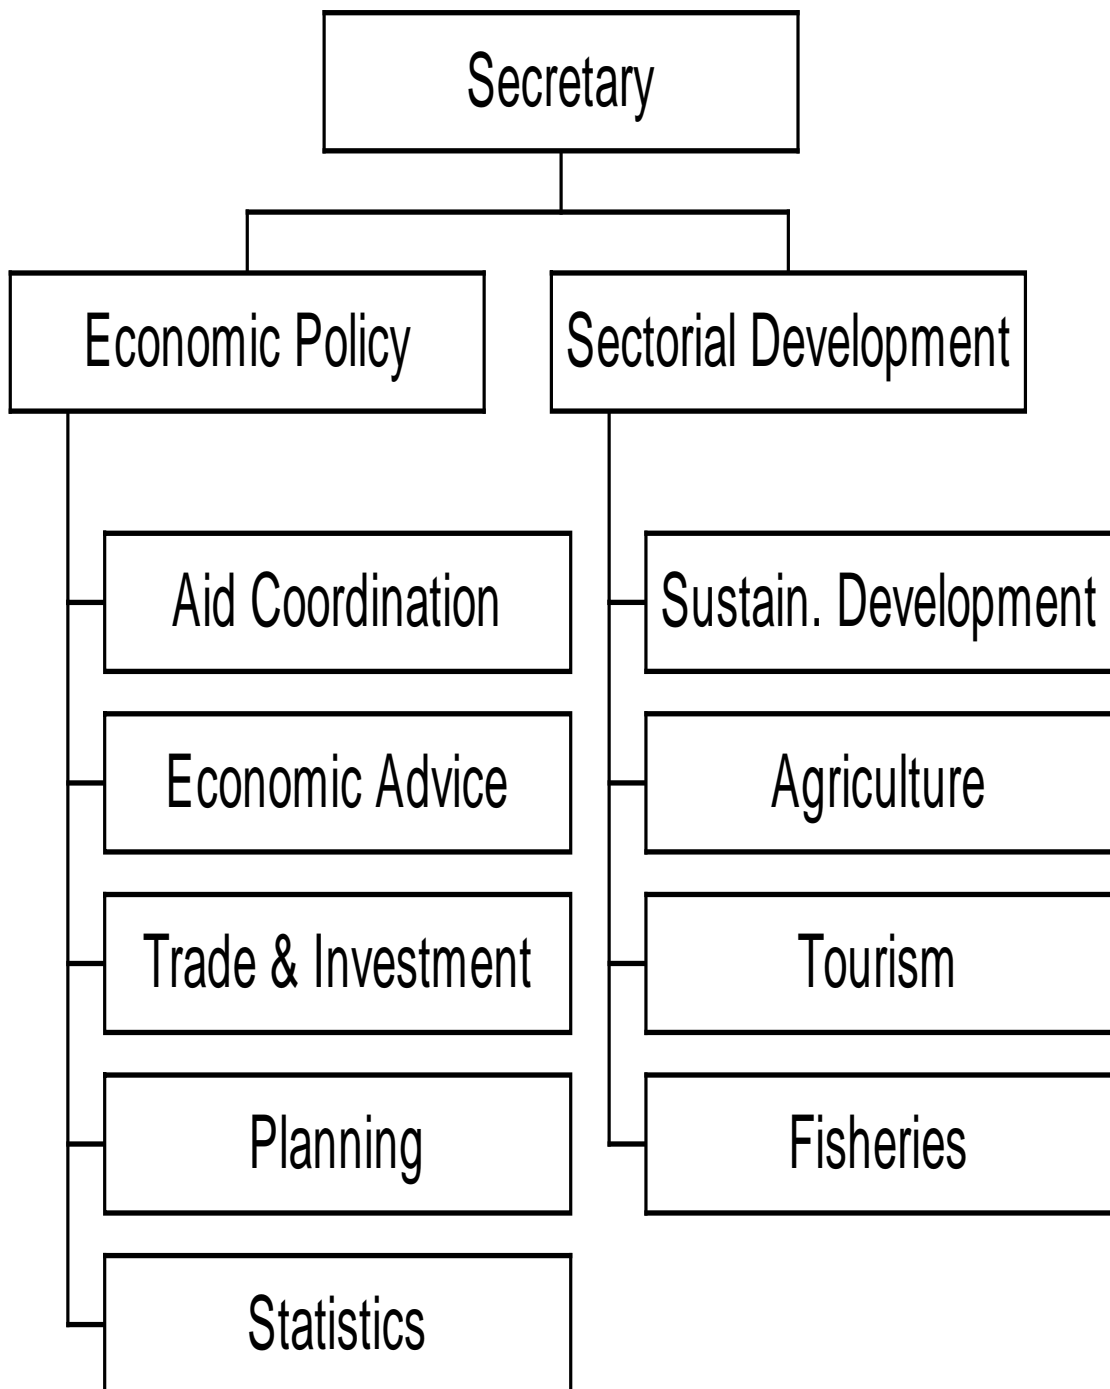 Secretary
Economic Policy
Sectorial Development
Aid Coordination
Economic Advice
Trade & Investment
Planning
Statistics
Sustain. Development
Agriculture
Tourism
Fisheries